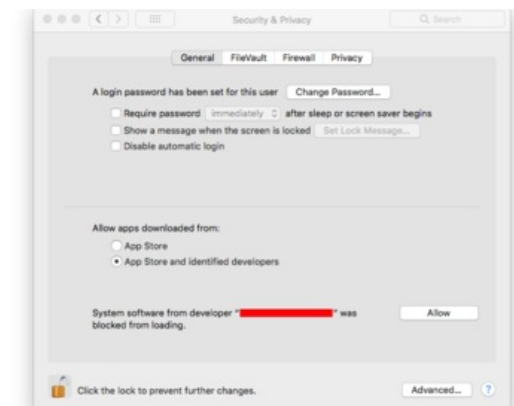 Security & Privacy
Search
General FileVault Firewall Privacy
A login password has been set for this user Change Password...
Require password immediately after sleep or screen saver begins
Show a message when the screen is locked Set Lock Message...
Disable automatic login
Allow apps downloaded from:
App Store
App Store and identified developers
System software from developer " " was
blocked from loading.
Allow
Click the lock to prevent further changes.
Advanced... ?